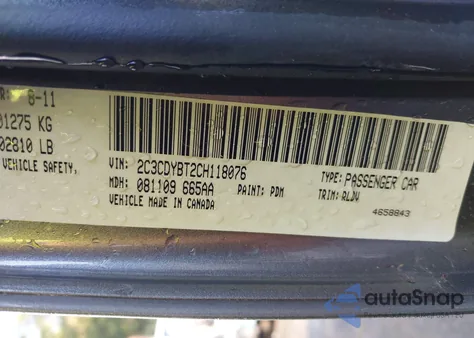 R: 8-11
01275 KG
02810 LB
VEHICLE SAFETY,
VIN: 2C3CDYBT2CH118076
TYPE: PASSENGER CAR
MDH: 081109 665AA
PAINT: PDM
TRIM: RLDV
VEHICLE MADE IN CANADA
4658843
autoSnap